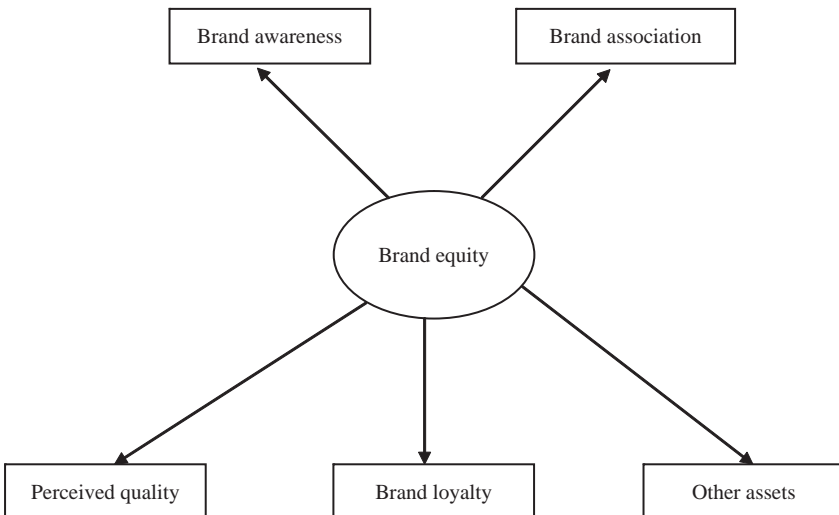 Brand awareness
Brand association
Brand equity
Perceived quality
Brand loyalty
Other assets